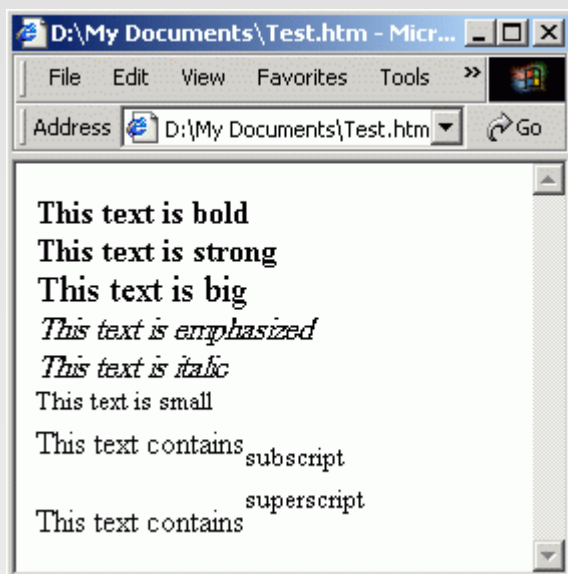 D:\My Documents\Test.htm - Micr...
File Edit View Favorites Tools »
Address D:\My Documents\Test.htm Go
This text is bold
This text is strong
This text is big
This text is emphasized
This text is italic
This text is small
This text contains subscript
This text contains superscript